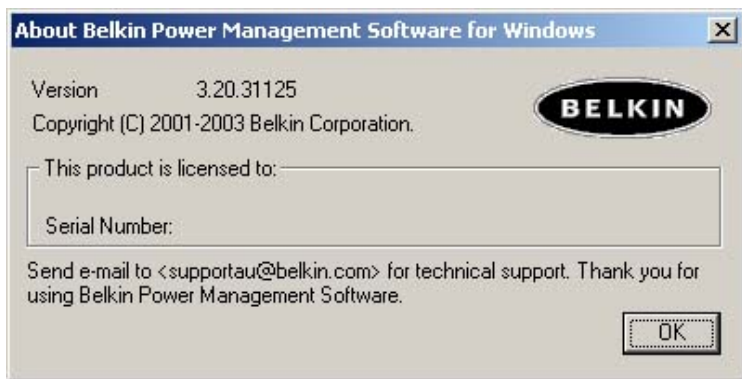 About Belkin Power Management Software for Windows
Version 3.20.31125
BELKIN
Copyright (C) 2001-2003 Belkin Corporation.
This product is licensed to:
Serial Number:
Send e-mail to <supportau@belkin.com> for technical support. Thank you for
using Belkin Power Management Software.
OK